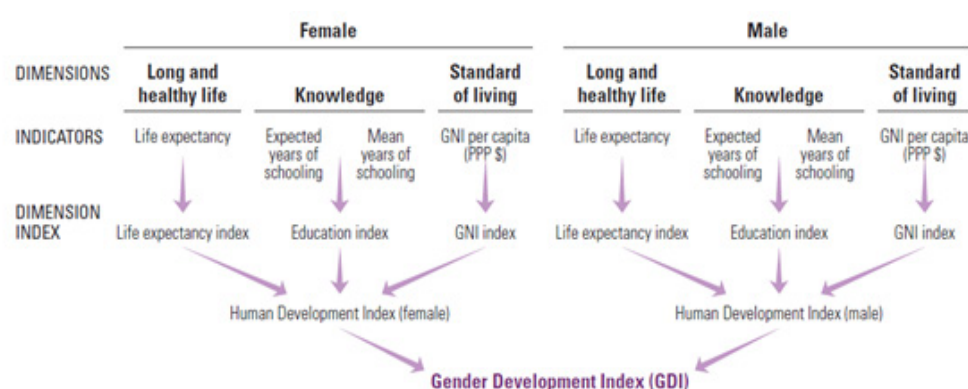 Female Male
DIMENSIONS Long and healthy life Knowledge Standard of living Long and healthy life Knowledge Standard of living
INDICATORS Life expectancy Expected years of schooling Mean years of schooling GNI per capita (PPP $) Life expectancy Expected years of schooling Mean years of schooling GNI per capita (PPP $)
DIMENSION INDEX Life expectancy index Education index GNI index Life expectancy index Education index GNI index
Human Development Index (female) Human Development Index (male)
Gender Development Index (GDI)